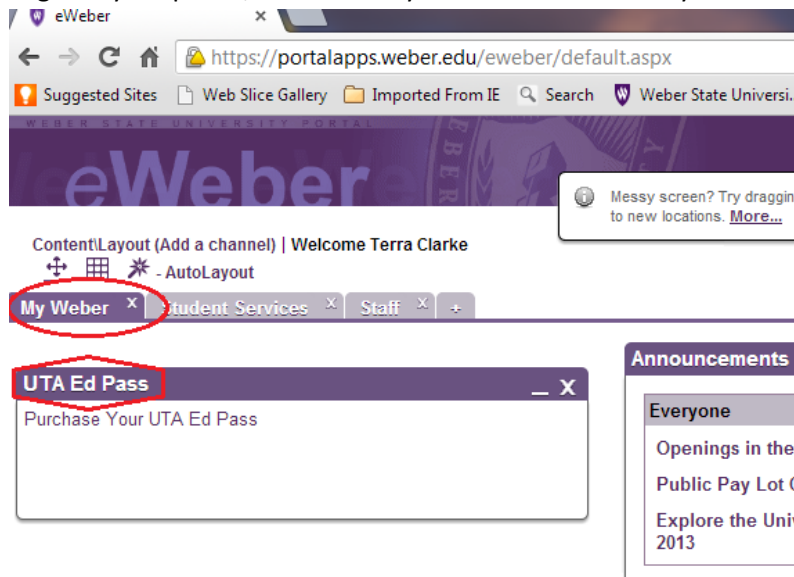 eWeber
https://portalapps.weber.edu/eweber/default.aspx
Suggested Sites Web Slice Gallery Imported From IE Search Weber State Universi.
WEBER STATE UNIVERSITY PORTAL
eWeber
Messy screen? Try draggin
to new locations. More...
Content\Layout (Add a channel) | Welcome Terra Clarke
- AutoLayout
My Weber X Student Services X Staff X +
UTA Ed Pass _ X
Purchase Your UTA Ed Pass
Announcements
Everyone
Openings in the
Public Pay Lot
Explore the Uni
2013